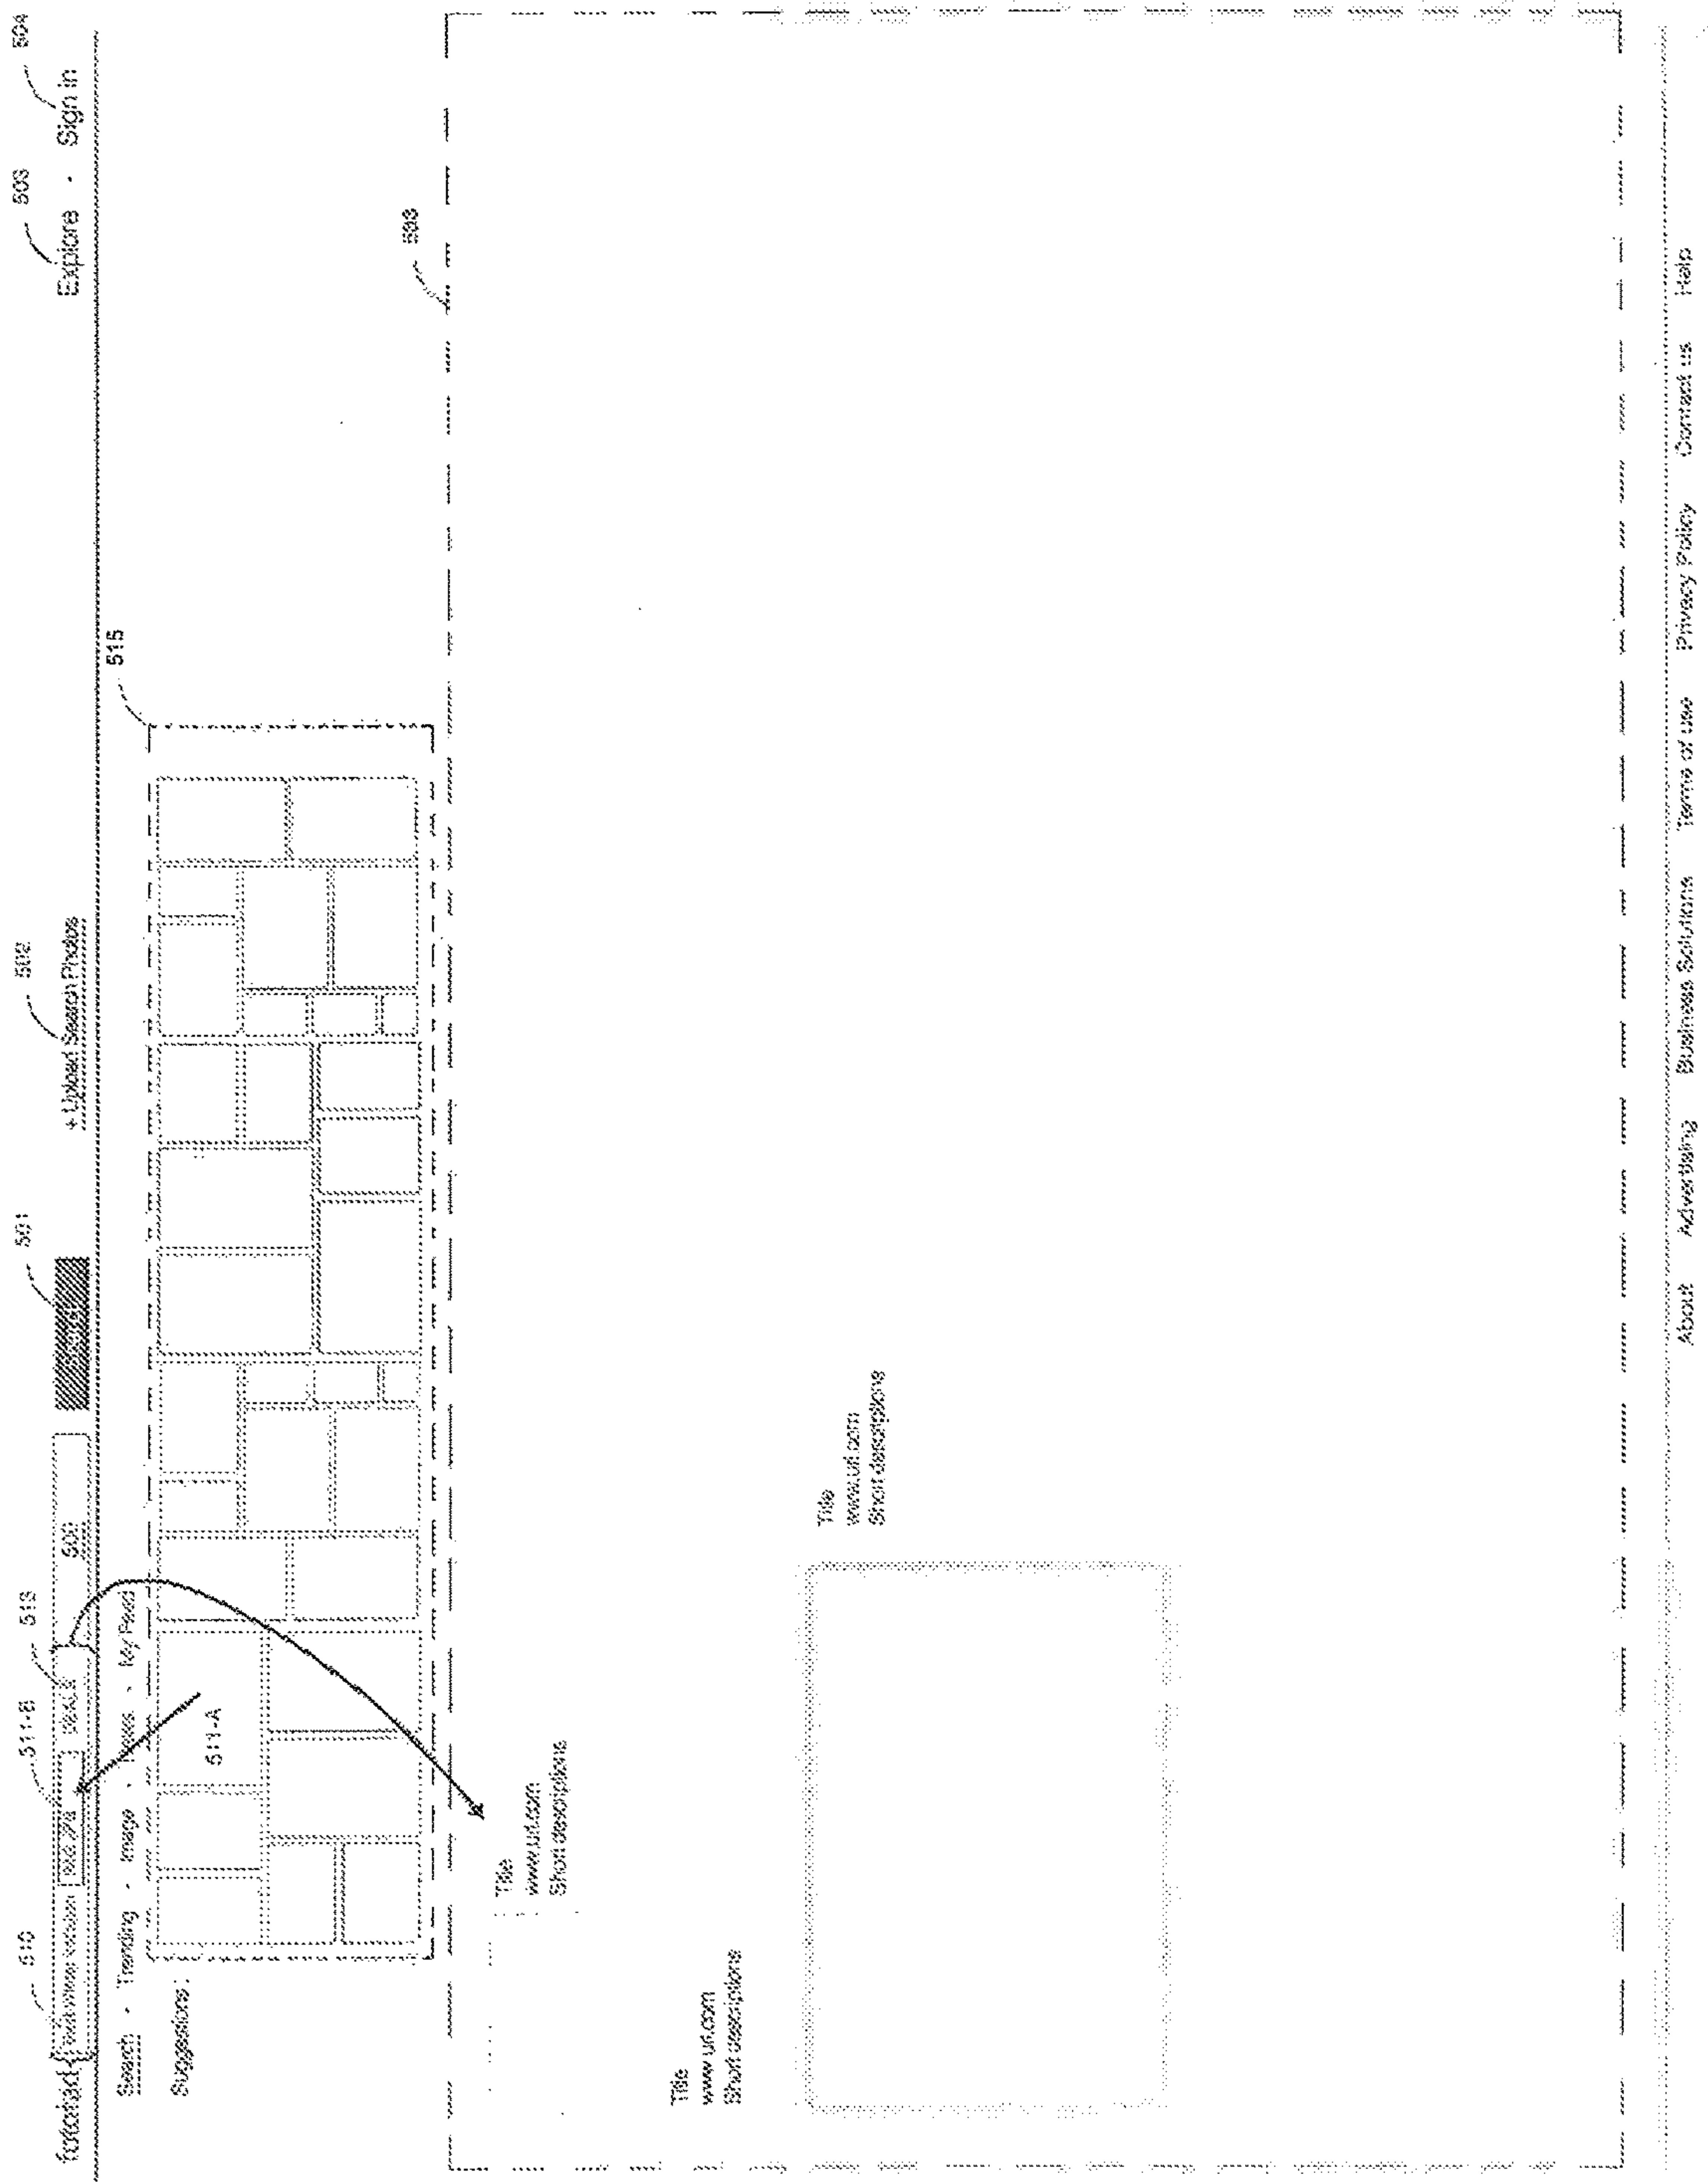 510 511-B 513 501 502 503 504
500 + Upload Search Photos Explore - Sign in
Search - Trending - Image - News - My Feed
515
Suggestions :
511-A
Title
www.url.com
Short descriptions
Title
www.url.com
Short descriptions
Title
www.url.com
Short descriptions
About Advertising Business Solutions Terms of use Privacy Policy Contact us Help